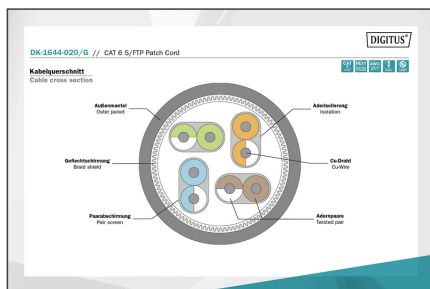 DIGITUS®
DK-1644-020/G // CAT 6 S/FTP Patch Cord
Kabelquerschnitt
Cable cross section
Außenmantel
Outer jacket
Aderisolierung
Isolation
Geflechtschirmung
Braid shield
Cu-Draht
Cu-Wire
Paarabschirmung
Pair screen
Adernpaare
Twisted pair